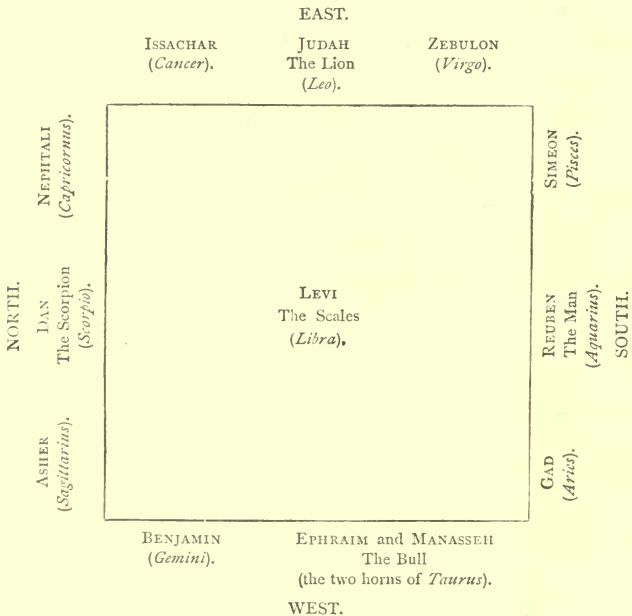 EAST.
ISSACHAR
(Cancer).
JUDAH
The Lion
(Leo).
ZEBULON
(Virgo).
NEPHTALI
(Capricornus).
SIMEON
(Pisces).
NORTH.
DAN
The Scorpion
(Scorpio).
LEVI
The Scales
(Libra).
REUBEN
The Man
(Aquarius).
SOUTH.
ASHER
(Sagittarius).
GAD
(Aries).
BENJAMIN
(Gemini).
EPHRAIM and MANASSEH
The Bull
(the two horns of Taurus).
WEST.